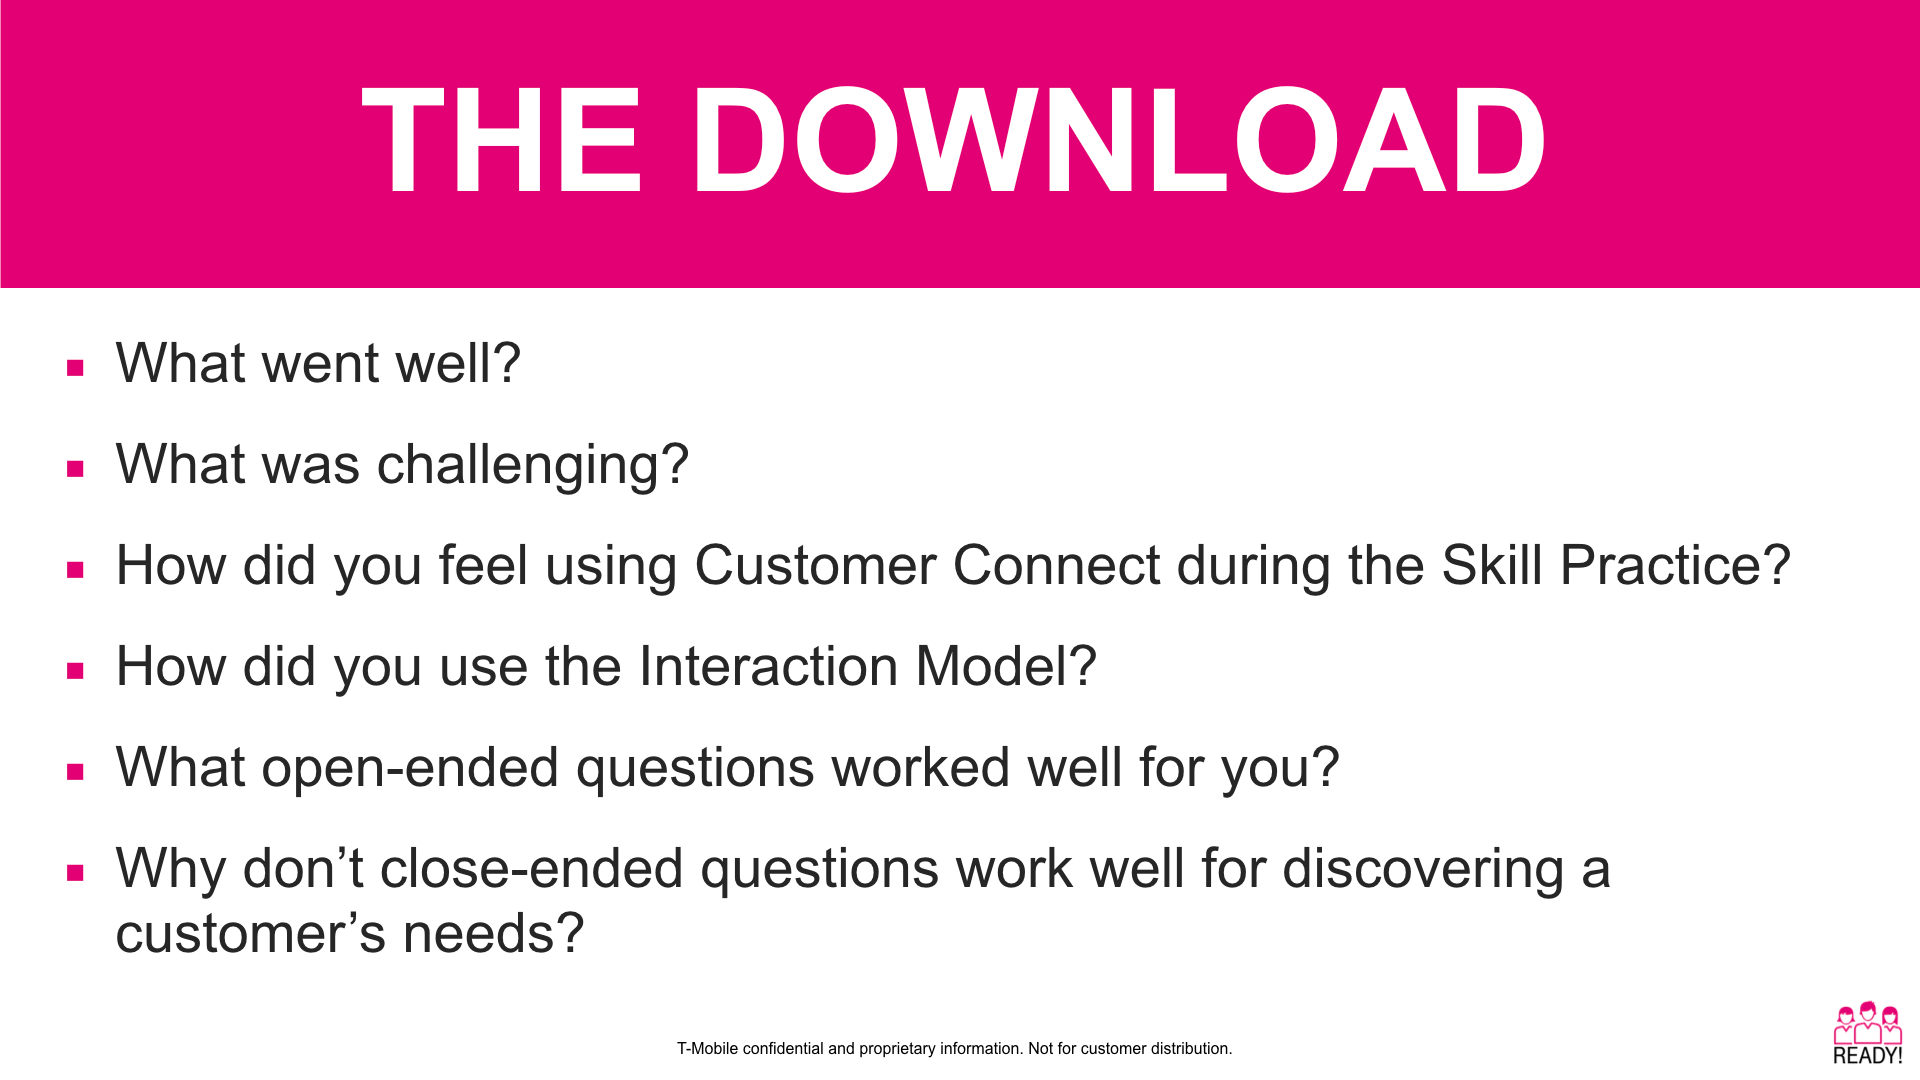 THE DOWNLOAD
▪ What went well?
▪ What was challenging?
▪ How did you feel using Customer Connect during the Skill Practice?
▪ How did you use the Interaction Model?
▪ What open-ended questions worked well for you?
▪ Why don’t close-ended questions work well for discovering a
customer’s needs?
T-Mobile confidential and proprietary information. Not for customer distribution.
READY!